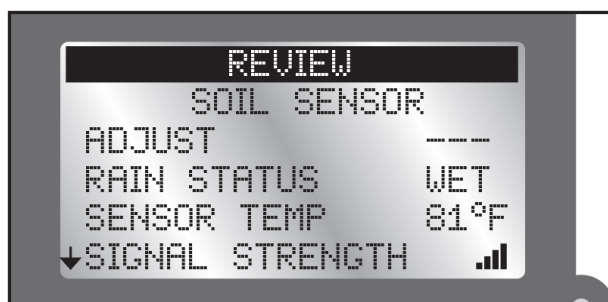 REVIEW
SOIL SENSOR
ADJUST ---
RAIN STATUS WET
SENSOR TEMP 81°F
SIGNAL STRENGTH